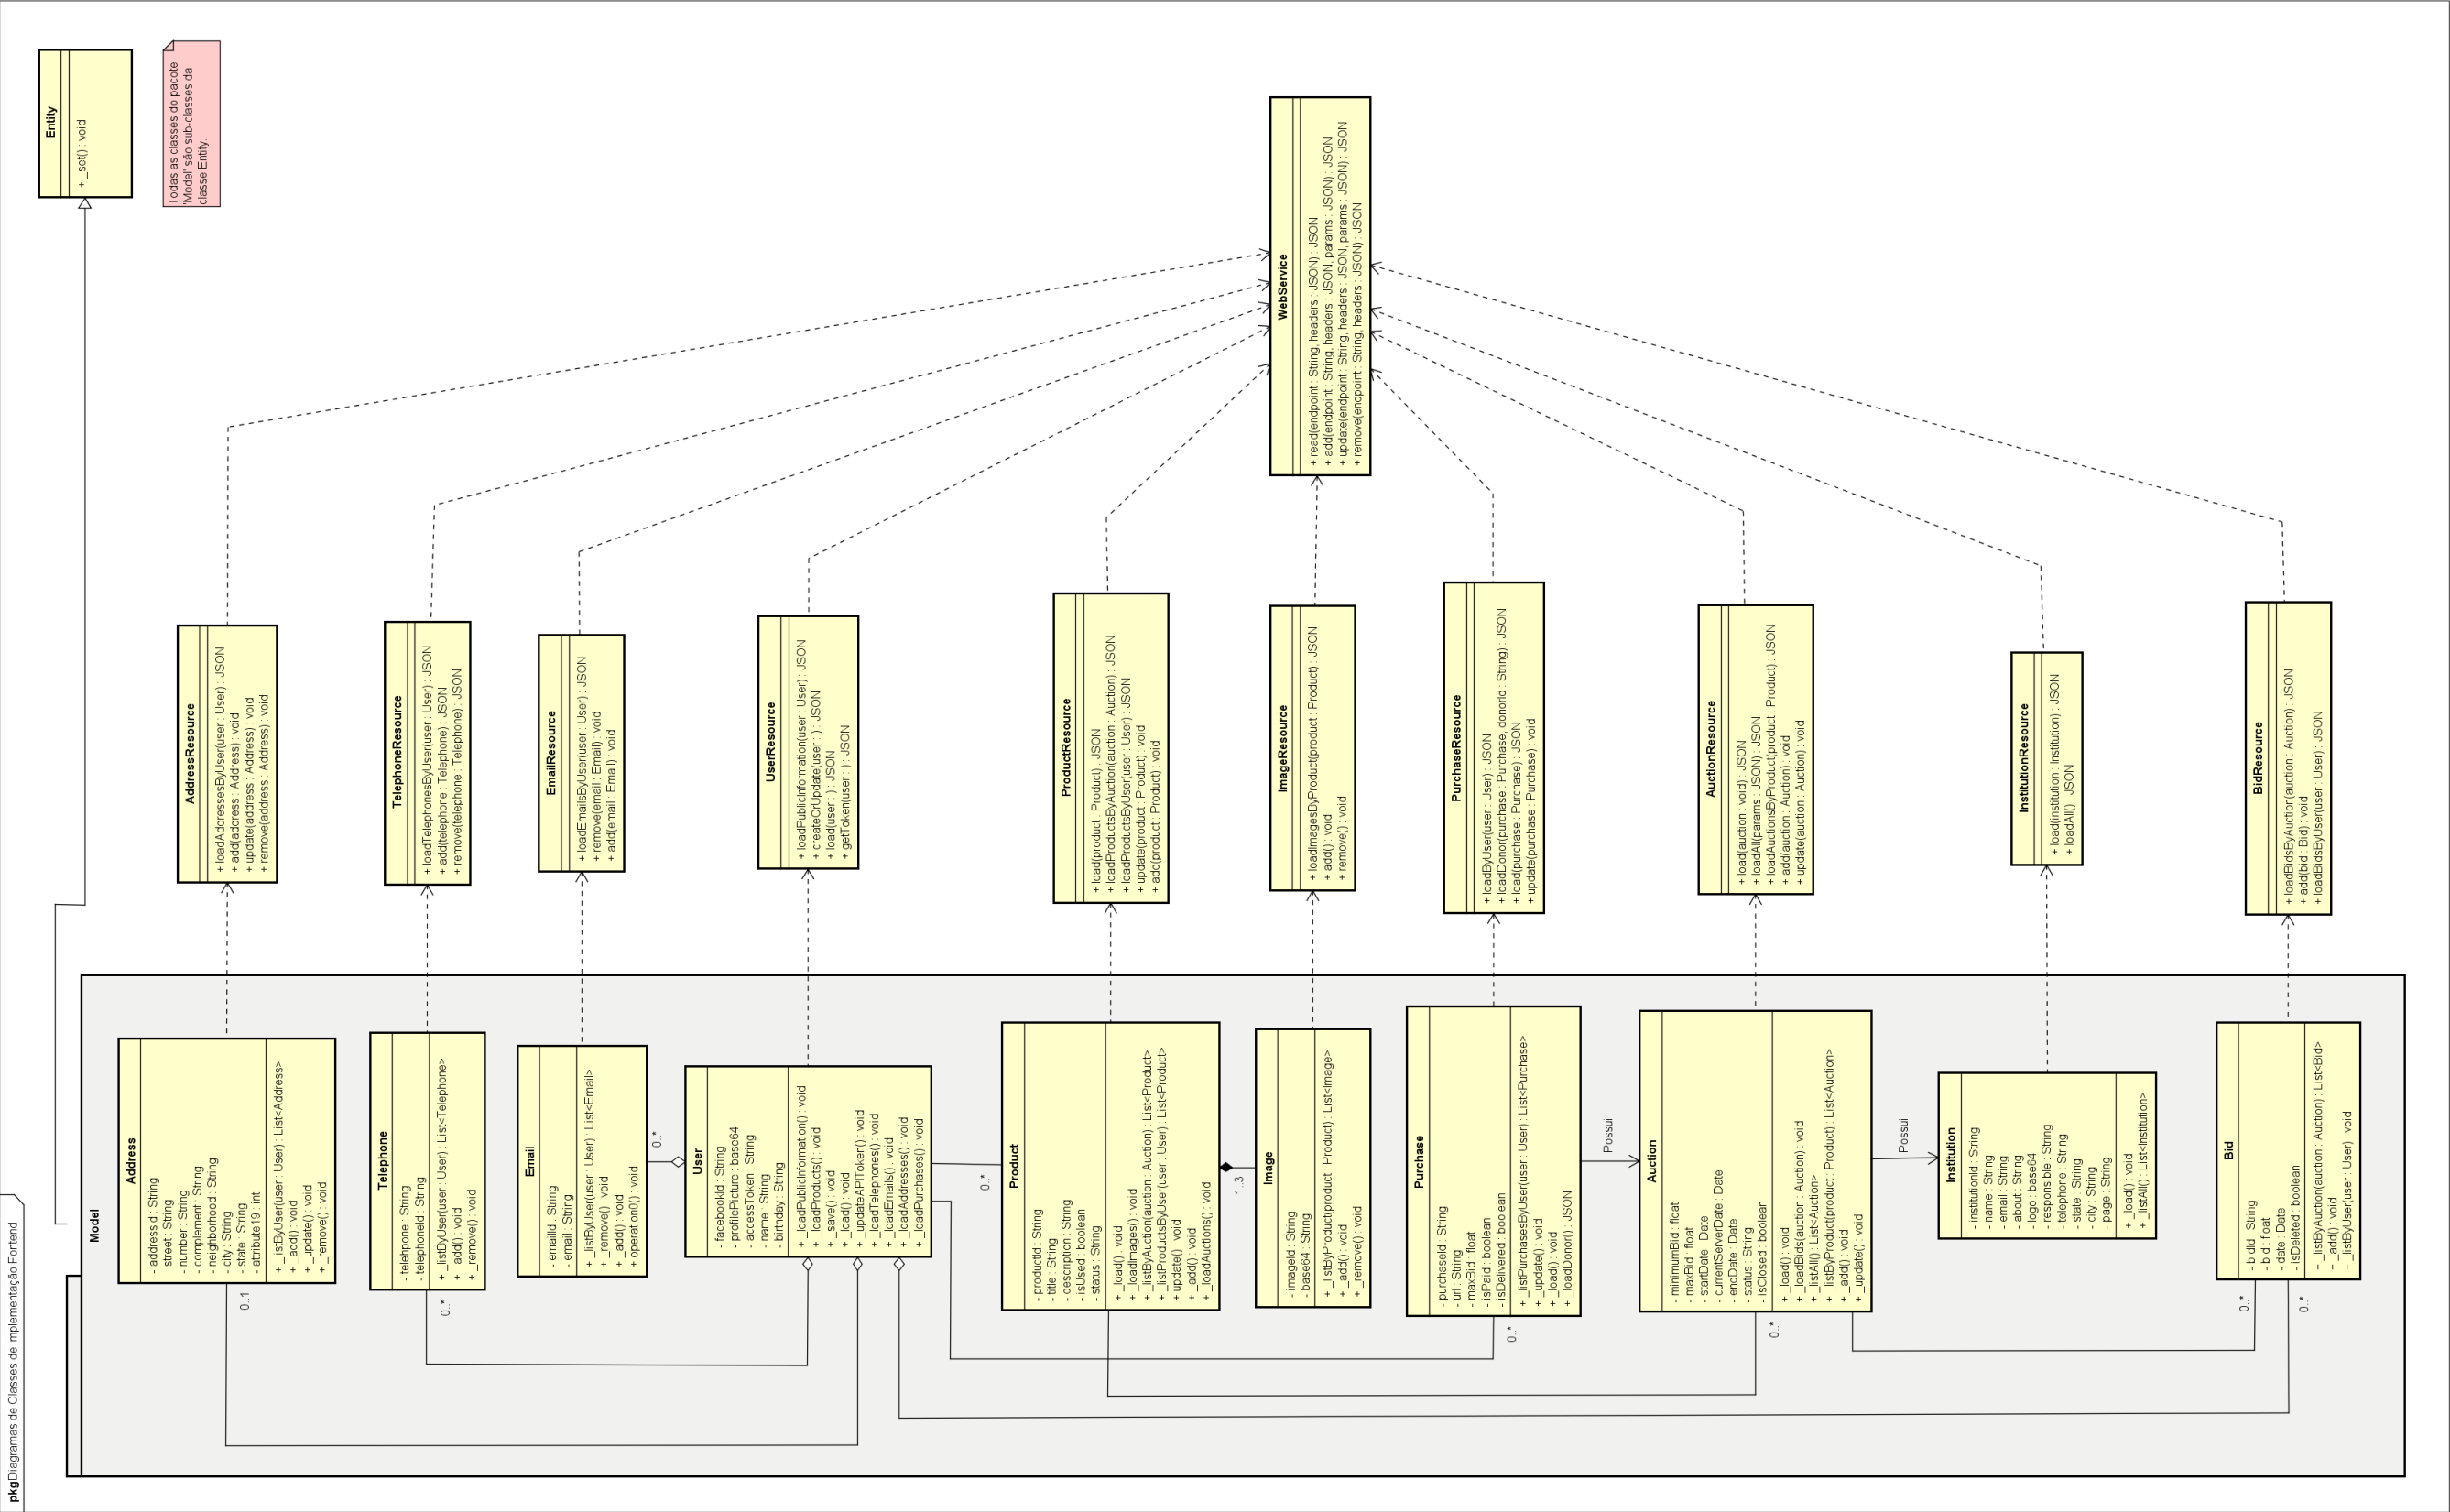 pkg Diagramas de Classes de Implementação Fontend
Entity
+ _set() : void
Todas as classes do pacote
'Model' são sub-classes da
classe Entity.
WebService
+ read(endpoint : String, headers : JSON) : JSON
+ add(endpoint : String, headers : JSON, params : JSON) : JSON
+ update(endpoint : String, headers : JSON, params : JSON) : JSON
+ remove(endpoint : String, headers : JSON) : JSON
AddressResource
+ loadAddressesByUser(user : User) : JSON
+ add(address : Address) : void
+ update(address : Address) : void
+ remove(address : Address) : void
TelephoneResource
+ loadTelephonesByUser(user : User) : JSON
+ add(telephone : Telephone) : JSON
+ remove(telephone : Telephone) : JSON
EmailResource
+ loadEmailsByUser(user : User) : JSON
+ remove(email : Email) : void
+ add(email : Email) : void
UserResource
+ loadPublicInformation(user : User) : JSON
+ createOrUpdate(user : ) : JSON
+ load(user : ) : JSON
+ getToken(user : ) : JSON
ProductResource
+ load(product : Product) : JSON
+ loadProductsByAuction(auction : Auction) : JSON
+ loadProductsByUser(user : User) : JSON
+ update(product : Product) : void
+ add(product : Product) : void
ImageResource
+ loadImagesByProduct(product : Product) : JSON
+ add() : void
+ remove() : void
PurchaseResource
+ loadByUser(user : User) : JSON
+ loadDonor(purchase : Purchase, donorId : String) : JSON
+ load(purchase : Purchase) : JSON
+ update(purchase : Purchase) : void
AuctionResource
+ load(auction : void) : JSON
+ loadAll(params : JSON) : JSON
+ loadAuctionsByProduct(product : Product) : JSON
+ add(auction : Auction) : void
+ update(auction : Auction) : void
InstitutionResource
+ load(institution : Institution) : JSON
+ loadAll() : JSON
BidResource
+ loadBidsByAuction(auction : Auction) : JSON
+ add(bid : Bid) : void
+ loadBidsByUser(user : User) : JSON
Model
Address
- addressId : String
- street : String
- number : String
- complement : String
- neighborhood : String
- city : String
- state : String
- attribute19 : int
+ _listByUser(user : User) : List<Address>
+ _add() : void
+ _update() : void
+ _remove() : void
0..1
Telephone
- telehpone : String
- telephoneId : String
+ _listByUser(user : User) : List<Telephone>
+ _add() : void
+ _remove() : void
0..*
Email
- emailId : String
- email : String
+ _listByUser(user : User) : List<Email>
+ _remove() : void
+ _add() : void
+ operation0() : void
0..*
User
- facebookId : String
- profilePicture : base64
- accessToken : String
- name : String
- birthday : String
+ _loadPublicInformation() : void
+ _loadProducts() : void
+ _save() : void
+ _load() : void
+ _updateAPIToken() : void
+ _loadTelephones() : void
+ _loadEmails() : void
+ _loadAddresses() : void
+ _loadPurchases() : void
0..*
Product
- productId : String
- title : String
- description : String
- isUsed : boolean
- status : String
+ _load() : void
+ _loadImages() : void
+ _listByAuction(auction : Auction) : List<Product>
+ _listProductsByUser(user : User) : List<Product>
+ update() : void
+ _add() : void
+ _loadAuctions() : void
1..3
Image
- imageId : String
- base64 : String
+ _listByProduct(product : Product) : List<Image>
+ _add() : void
+ _remove() : void
Purchase
- purchaseId : String
- url : String
- maxBid : float
- isPaid : boolean
- isDelivered : boolean
+ _listPurchasesByUser(user : User) : List<Purchase>
+ _update() : void
+ _load() : void
+ _loadDonor() : JSON
0..*
Possui
Auction
- minimumBid : float
- maxBid : float
- startDate : Date
- currentServerDate : Date
- endDate : Date
- status : String
- isClosed : boolean
+ _load() : void
+ _loadBids(auction : Auction) : void
+ _listAll() : List<Auction>
+ _listByProduct(product : Product) : List<Auction>
+ _add() : void
+ _update() : void
0..*
Possui
Institution
- institutionId : String
- name : String
- email : String
- about : String
- logo : base64
- responsible : String
- telephone : String
- state : String
- city : String
- page : String
+ _load() : void
+ _listAll() : List<Institution>
Bid
- bidId : String
- bid : float
- date : Date
- isDeleted : boolean
+ _listByAuction(auction : Auction) : List<Bid>
+ _add() : void
+ _listByUser(user : User) : void
0..*
0..*